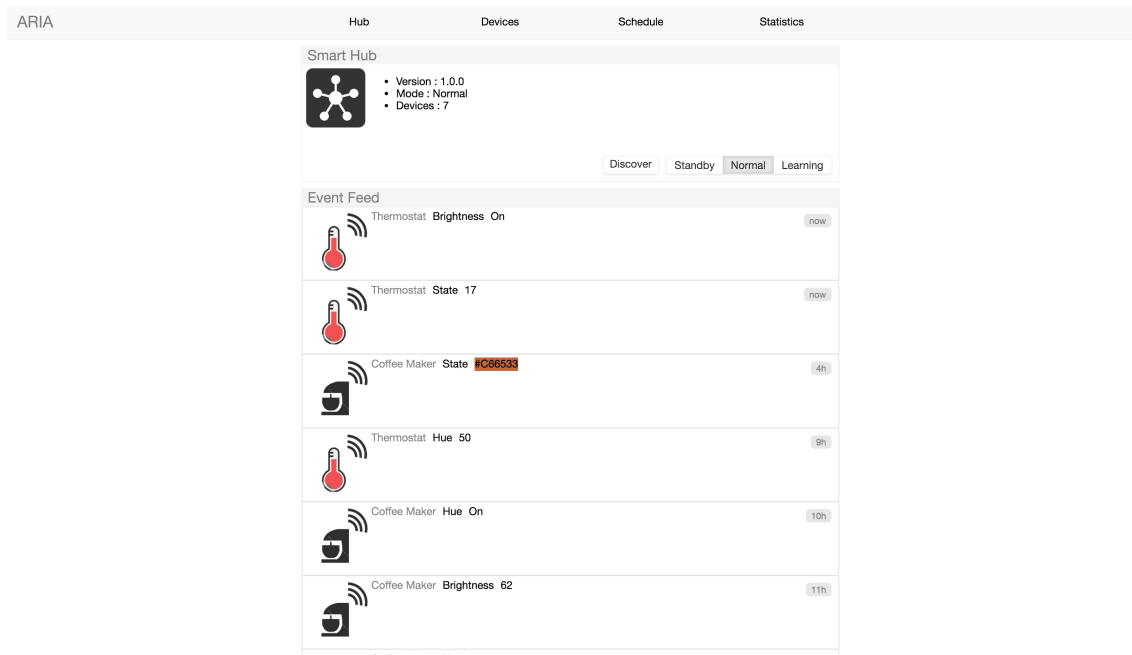 ARIA Hub Devices Schedule Statistics
Smart Hub
• Version : 1.0.0
• Mode : Normal
• Devices : 7
Discover Standby Normal Learning
Event Feed
Thermostat Brightness On now
Thermostat State 17 now
Coffee Maker State #C66533 4h
Thermostat Hue 50 9h
Coffee Maker Hue On 10h
Coffee Maker Brightness 62 11h